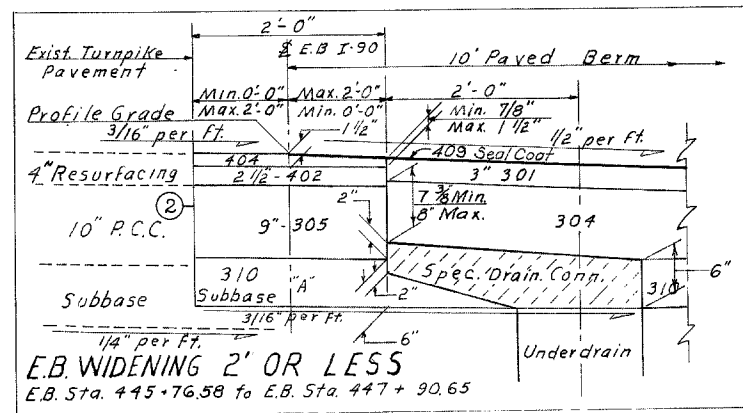 2'-0"
Exist. Turnpike
Pavement
⅊ E.B I-90
10' Paved Berm
Min. 0'-0"
Max. 2'-0"
Max. 2'-0"
Min. 0'-0"
2'-0"
Profile Grade
Min. 7/8"
Max. 1 1/2"
3/16" per Ft.
1 1/2"
1/2" per Ft.
404
409 Seal Coat
4" Resurfacing
2 1/2"-402
3" 301
2
2"
7 3/8 Min
8" Max.
304
10" P.C.C.
9"-305
310
Subbase
"A"
Spec. Drain. Conn.
310
6"
Subbase
2"
3/16" per Ft.
1/4" per Ft.
6"
Underdrain
E.B. WIDENING 2' OR LESS
E.B. Sta. 445+76.58 to E.B. Sta. 447+90.65